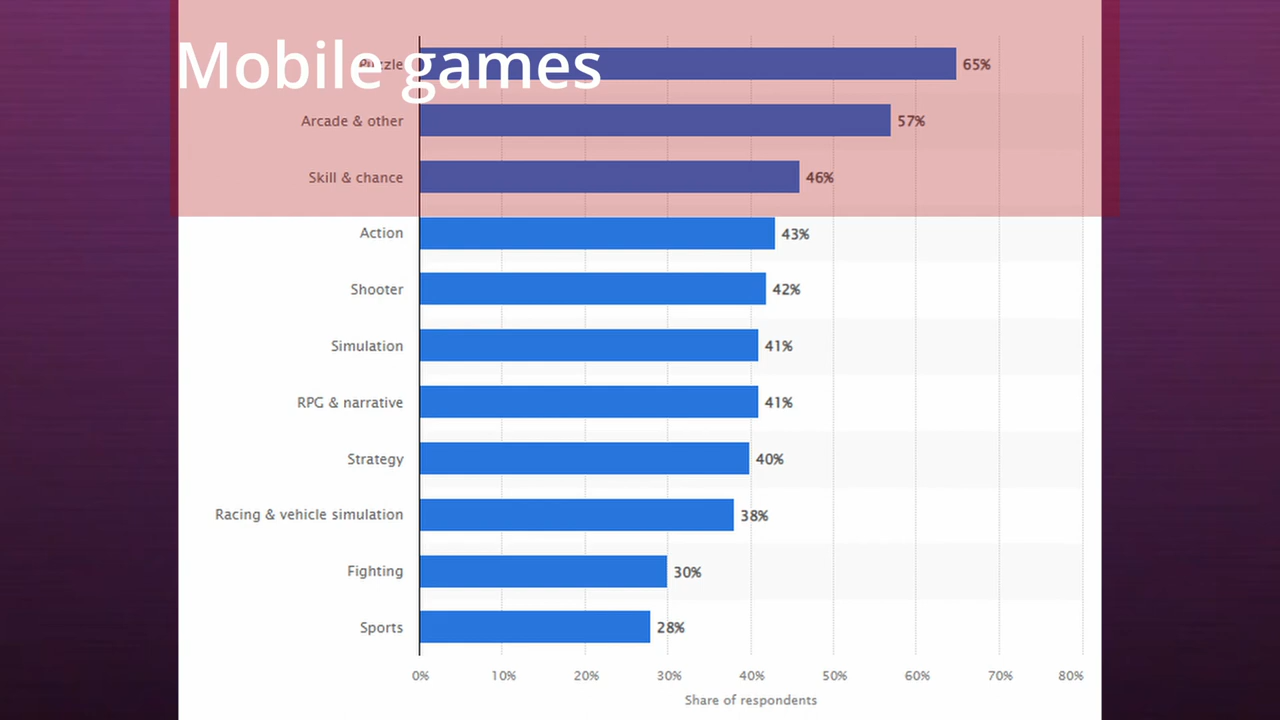 Mobile games
Puzzle 65%
Arcade & other 57%
Skill & chance 46%
Action 43%
Shooter 42%
Simulation 41%
RPG & narrative 41%
Strategy 40%
Racing & vehicle simulation 38%
Fighting 30%
Sports 28%
0% 10% 20% 30% 40% 50% 60% 70% 80%
Share of respondents